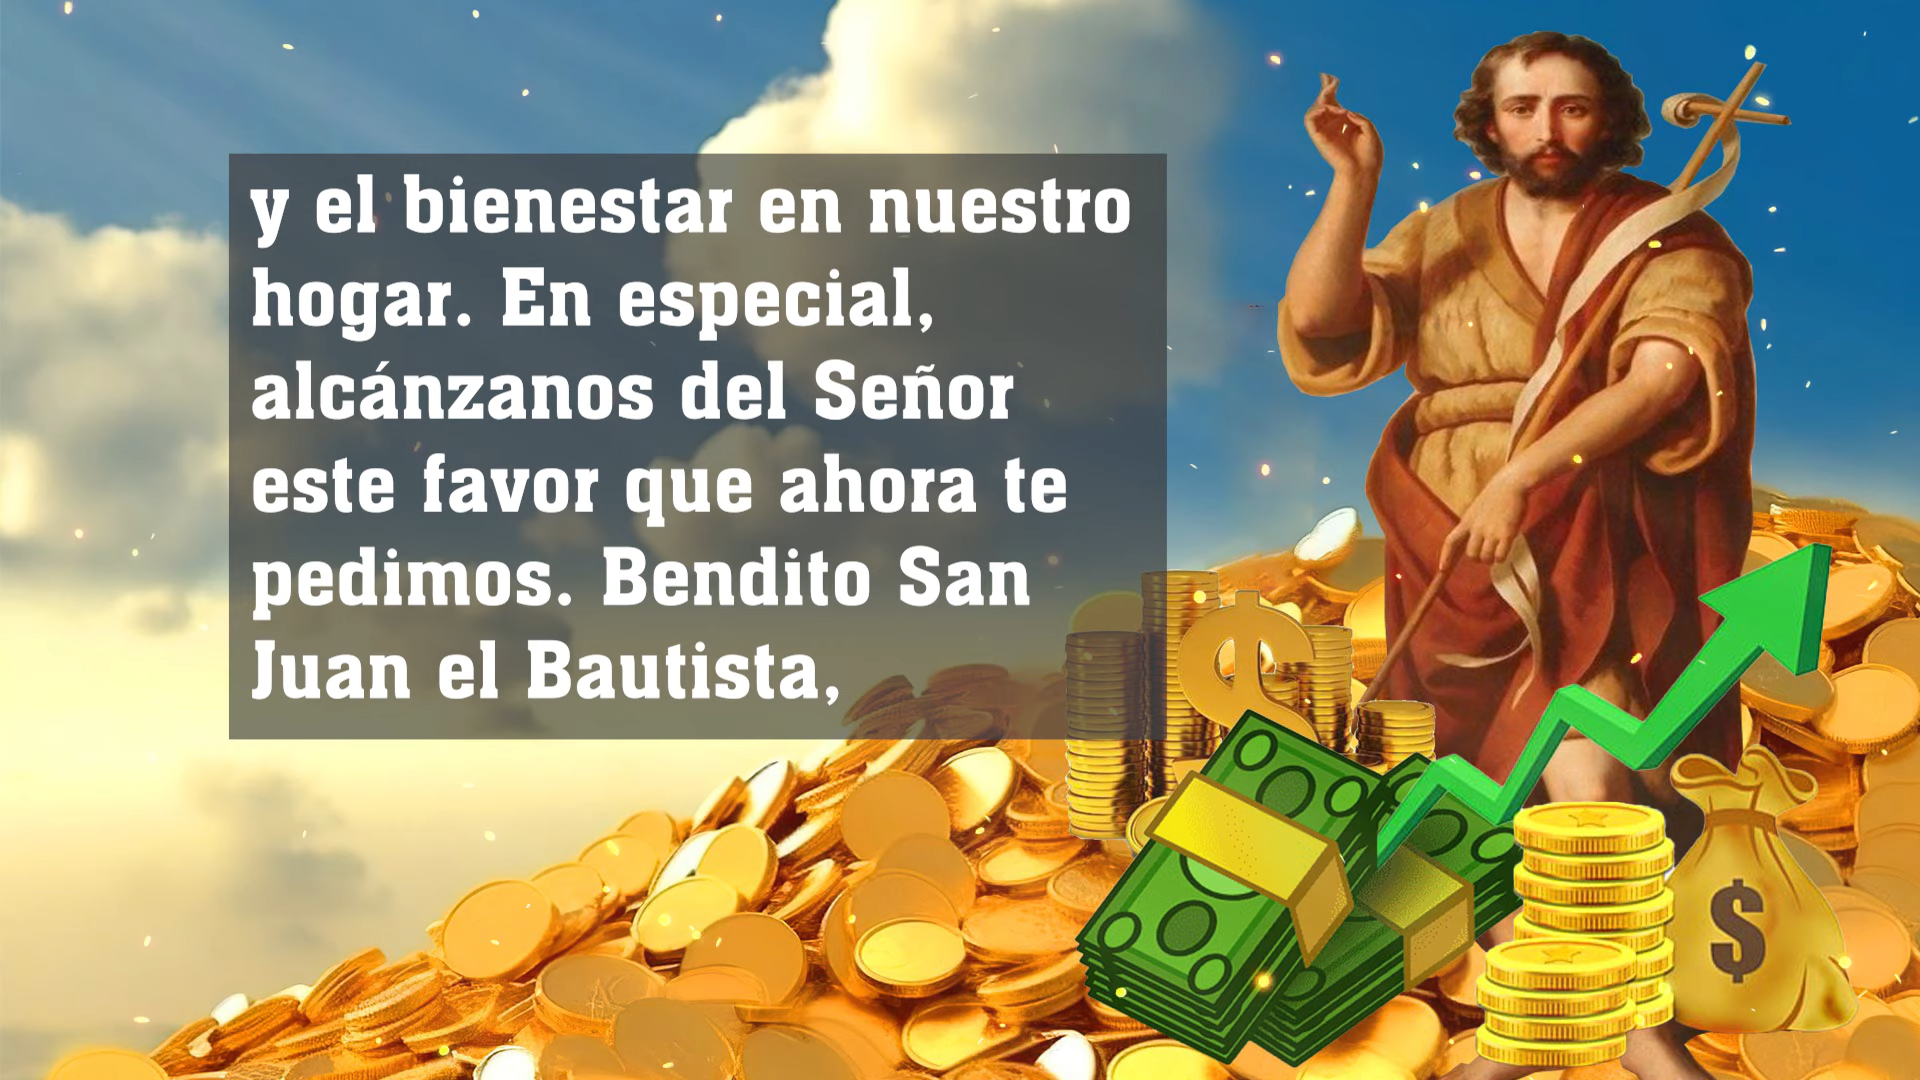 y el bienestar en nuestro
hogar. En especial,
alcánzanos del Señor
este favor que ahora te
pedimos. Bendito San
Juan el Bautista,
$
$